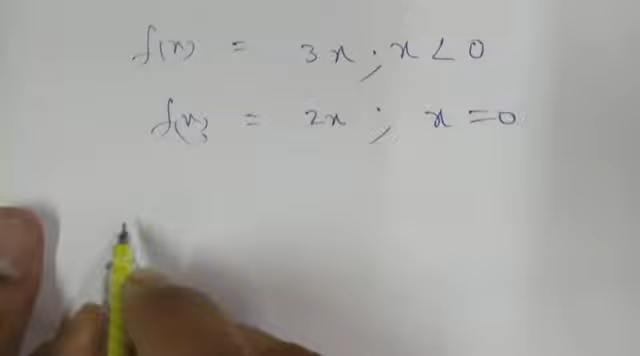 f(x) = 3x ; x < 0
f(x) = 2x ; x = 0